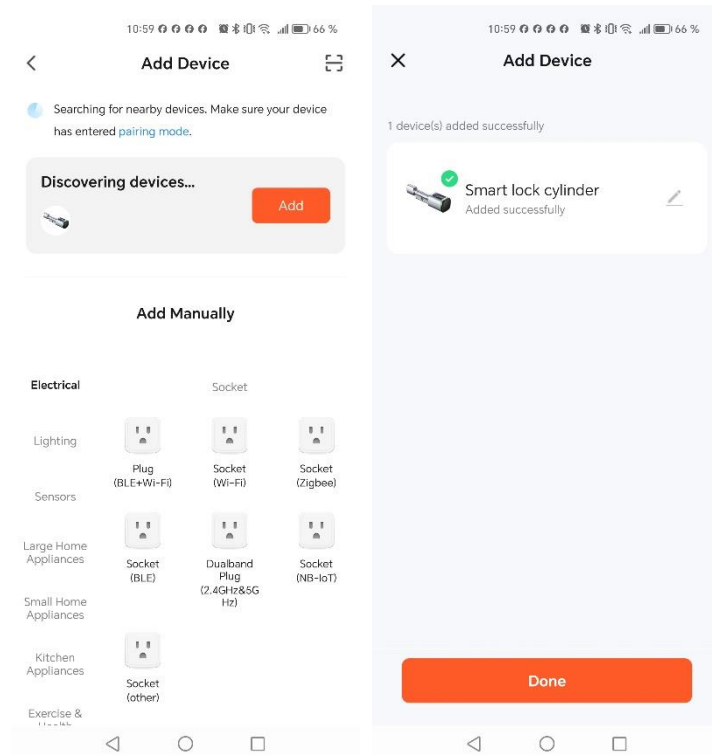 10:59 66 %
Add Device
Searching for nearby devices. Make sure your device
has entered pairing mode.
Discovering devices...
Add
Add Manually
Electrical
Socket
Lighting
Plug
(BLE+Wi-Fi)
Socket
(Wi-Fi)
Socket
(Zigbee)
Sensors
Large Home
Appliances
Socket
(BLE)
Dualband
Plug
(2.4GHz&5G
Hz)
Socket
(NB-IoT)
Small Home
Appliances
Kitchen
Appliances
Socket
(other)
Exercise &
Health
10:59 66 %
Add Device
1 device(s) added successfully
Smart lock cylinder
Added successfully
Done